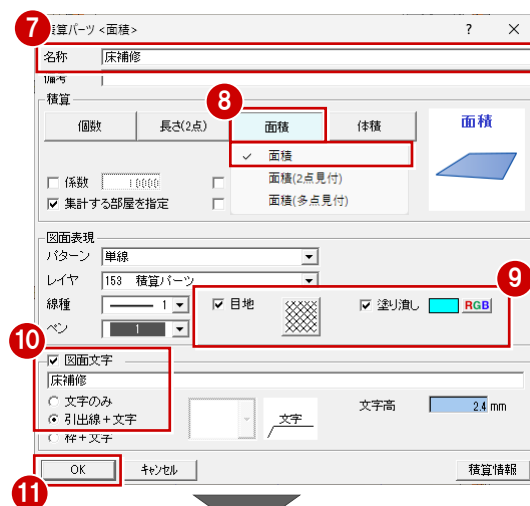 7 積算パーツ <面積> ? ×
名称 床補修
備考
積算
8
個数 長さ(2点) 面積 体積 面積
✓ 面積
面積(2点見付)
面積(多点見付)
係数 1.0000
集計する部屋を指定
図面表現
パターン 単線
レイヤ 153 積算パーツ
9
線種 1 目地 塗り潰し RGB
ペン 1
10
図面文字
床補修
文字のみ
引出線+文字 文字 文字高 2.4 mm
枠+文字
OK キャンセル 積算情報
11